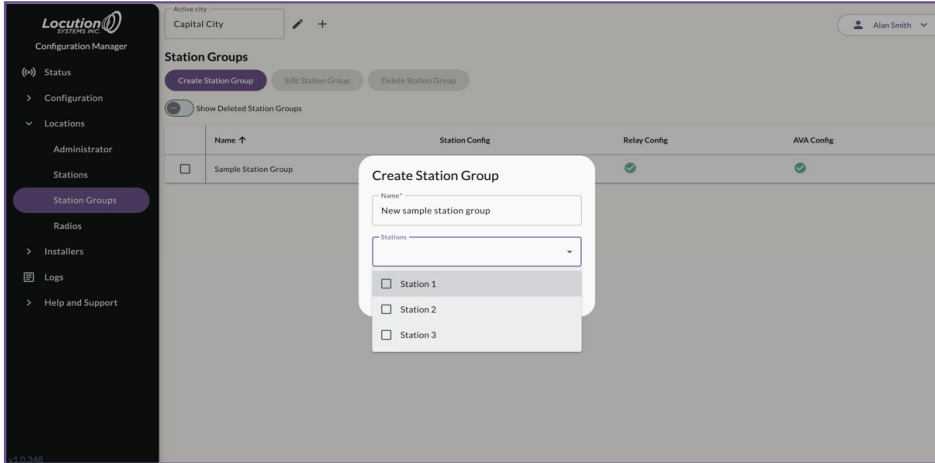 Locution
SYSTEMS INC.
Configuration Manager
Status
Configuration
Locations
Administrator
Stations
Station Groups
Radios
Installers
Logs
Help and Support
v1.0.348
Active city
Capital City
Alan Smith
Station Groups
Create Station Group Edit Station Group Delete Station Group
Show Deleted Station Groups
Name Station Config Relay Config AVA Config
Sample Station Group
Create Station Group
Name*
New sample station group
Stations
Station 1
Station 2
Station 3